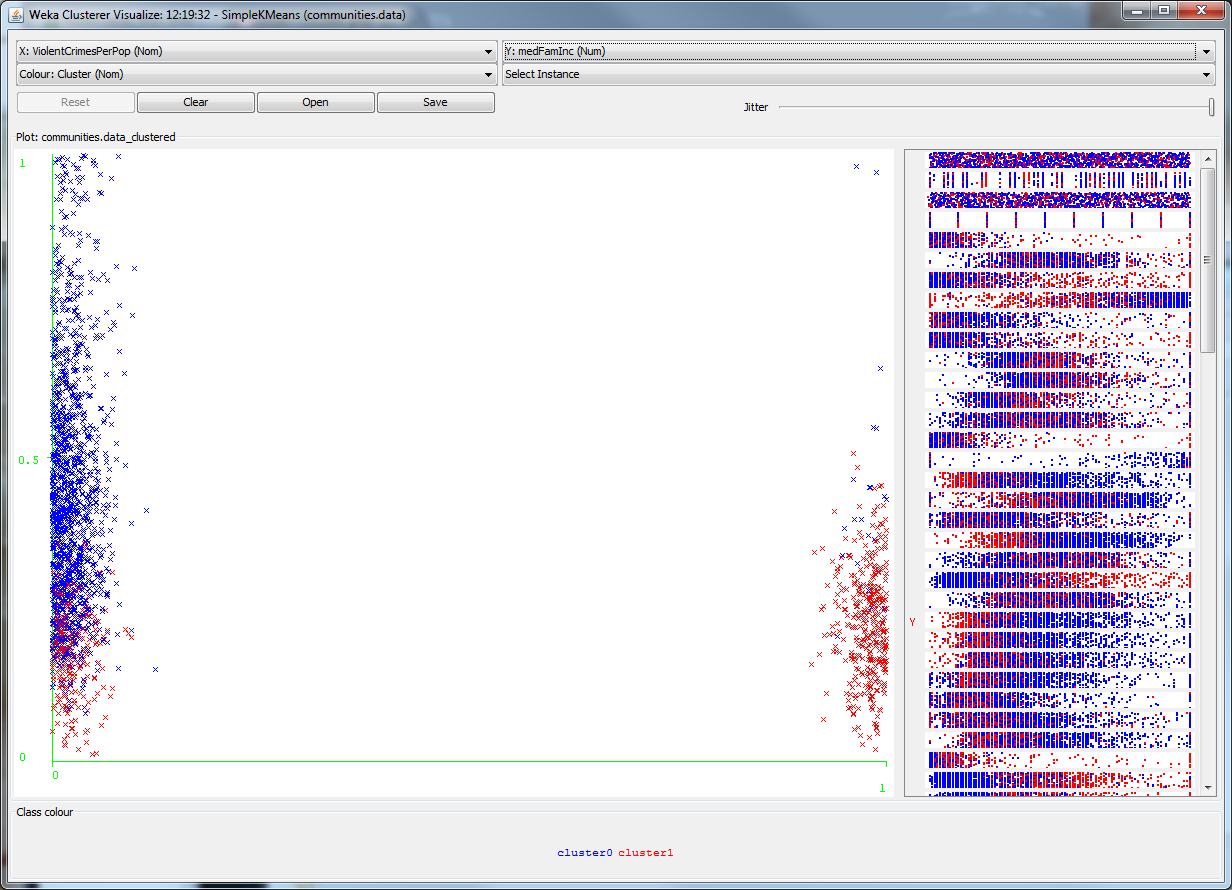 Weka Clusterer Visualize: 12:19:32 - SimpleKMeans (communities.data)
X: ViolentCrimesPerPop (Nom)
Y: medFamInc (Num)
Colour: Cluster (Nom)
Select Instance
Reset
Clear
Open
Save
Jitter
Plot: communities.data_clustered
1
0.5
0
0
1
Y
Class colour
cluster0 cluster1